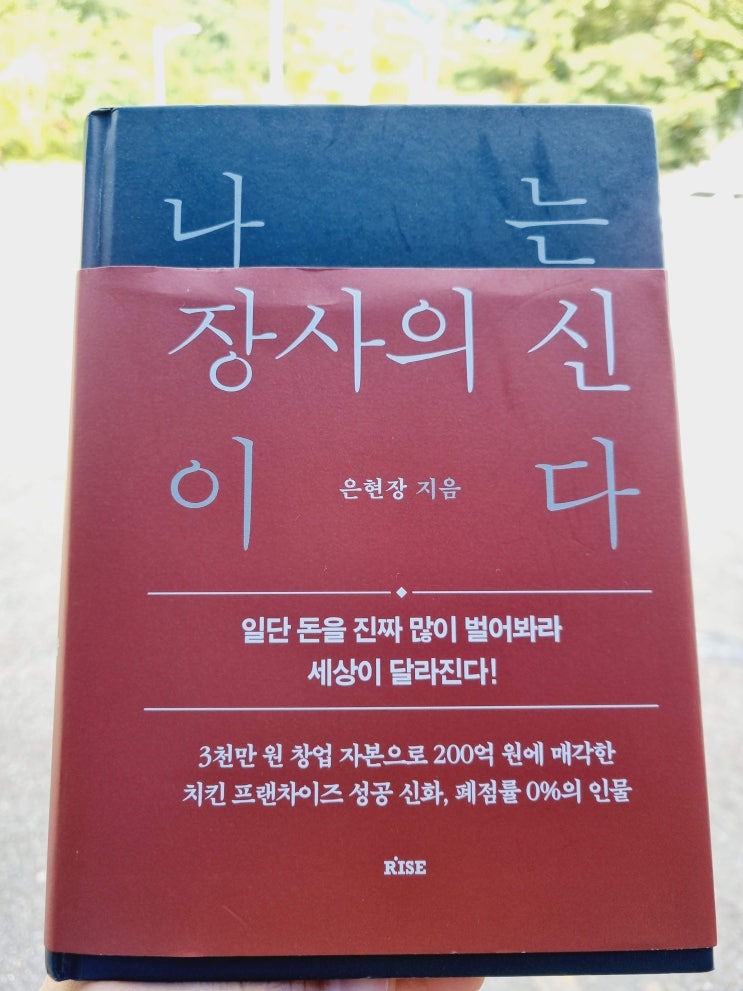 나 는
장사의 신
이 다
은현장 지음
일단 돈을 진짜 많이 벌어봐라
세상이 달라진다!
3천만 원 창업 자본으로 200억 원에 매각한
치킨 프랜차이즈 성공 신화, 폐점률 0%의 인물
RISE